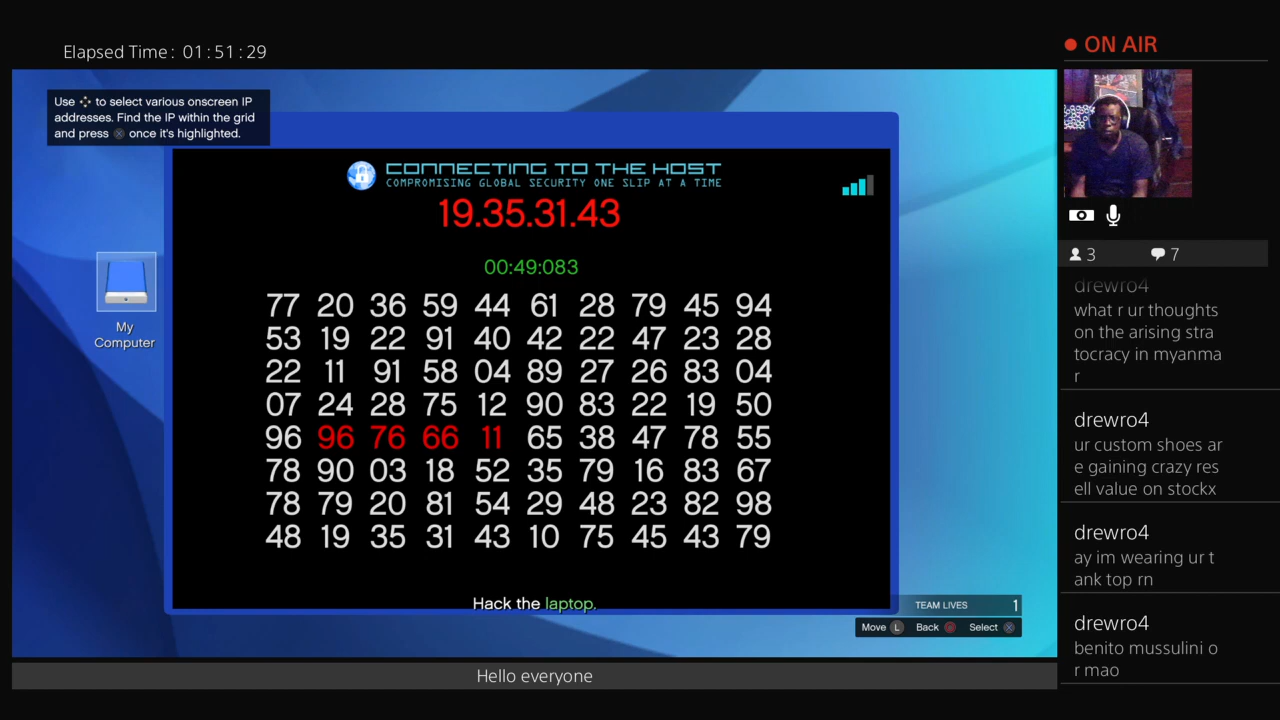 Elapsed Time: 01:51:29
ON AIR
Use to select various onscreen IP
addresses. Find the IP within the grid
and press once it's highlighted.
CONNECTING TO THE HOST
COMPROMISING GLOBAL SECURITY ONE SLIP AT A TIME
19.35.31.43
00:49:083
77 20 36 59 44 61 28 79 45 94
53 19 22 91 40 42 22 47 23 28
22 11 91 58 04 89 27 26 83 04
07 24 28 75 12 90 83 22 19 50
96 96 76 66 11 65 38 47 78 55
78 90 03 18 52 35 79 16 83 67
78 79 20 81 54 29 48 23 82 98
48 19 35 31 43 10 75 45 43 79
My
Computer
Hack the laptop.
TEAM LIVES 1
Move L Back Select
Hello everyone
3 7
drewro4
what r ur thoughts
on the arising stra
tocracy in myanma
r
drewro4
ur custom shoes ar
e gaining crazy res
ell value on stockx
drewro4
ay im wearing ur t
ank top rn
drewro4
benito mussulini o
r mao